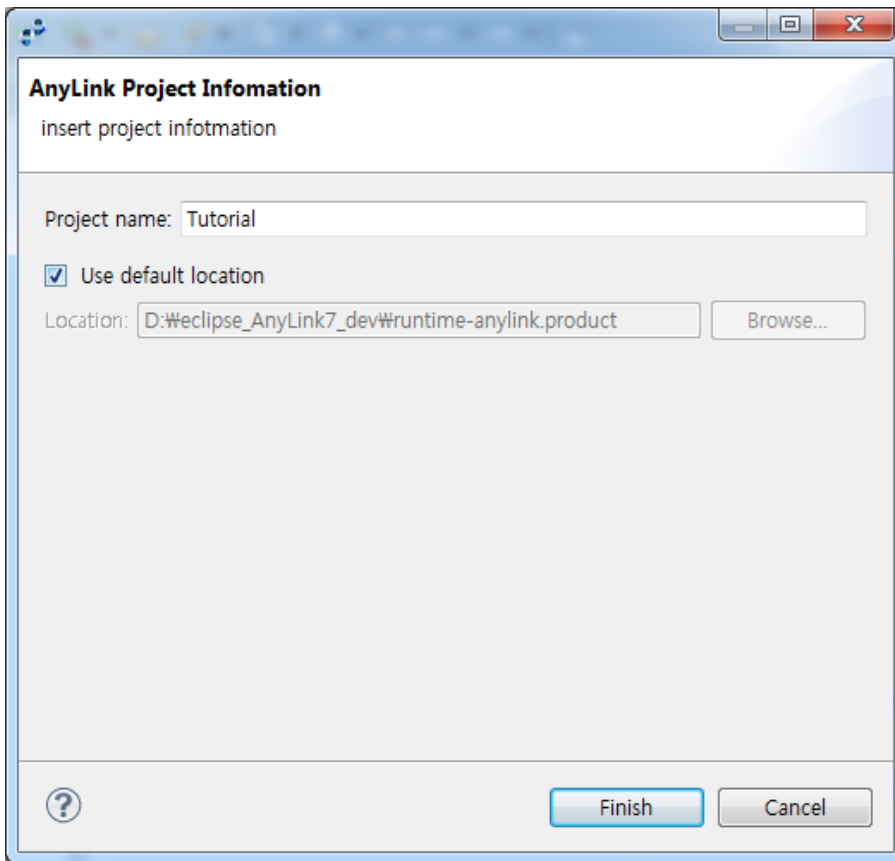 AnyLink Project Infomation
insert project infotmation
Project name: Tutorial
Use default location
Location: D:₩eclipse_AnyLink7_dev₩runtime-anylink.product Browse...
Finish Cancel